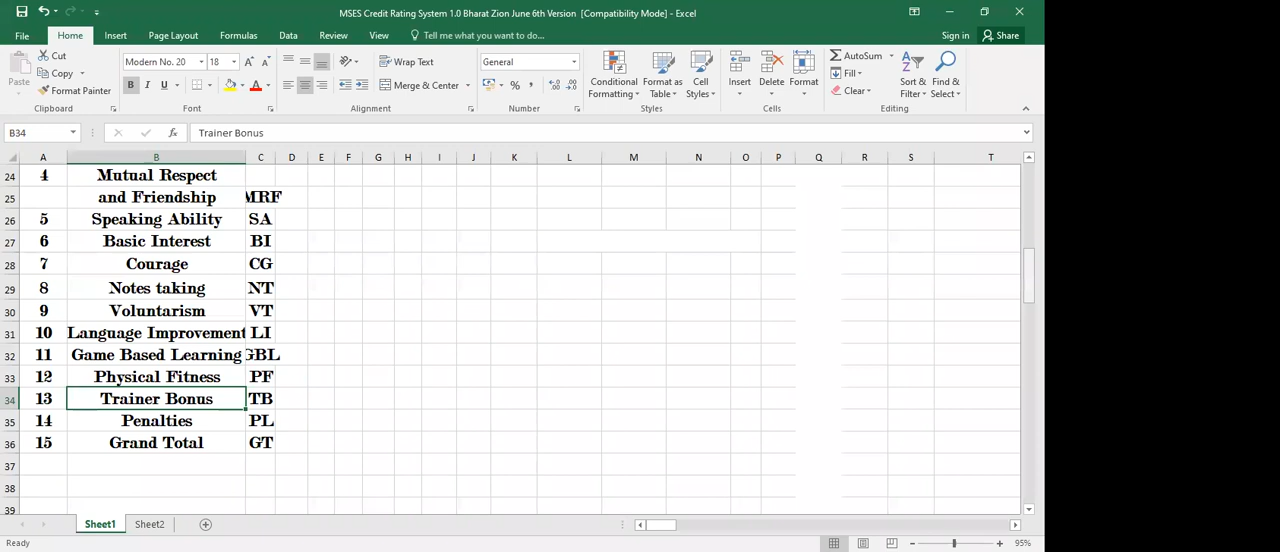 MSES Credit Rating System 1.0 Bharat Zion June 6th Version [Compatibility Mode] - Excel
File Home Insert Page Layout Formulas Data Review View Tell me what you want to do... Sign in Share
Paste Cut Copy Format Painter Clipboard
Modern No. 20 18 A A B I U A Font
Wrap Text Merge & Center Alignment
General % , Number
Conditional Formatting Format as Table Cell Styles Styles
Insert Delete Format Cells
AutoSum Fill Clear Sort & Filter Find & Select Editing
B34 fx Trainer Bonus
A B C D E F G H I J K L M N O P Q R S T
24 4 Mutual Respect
25 and Friendship MRF
26 5 Speaking Ability SA
27 6 Basic Interest BI
28 7 Courage CG
29 8 Notes taking NT
30 9 Voluntarism VT
31 10 Language Improvement LI
32 11 Game Based Learning GBL
33 12 Physical Fitness PF
34 13 Trainer Bonus TB
35 14 Penalties PL
36 15 Grand Total GT
37
38
39
Sheet1 Sheet2
Ready 95%